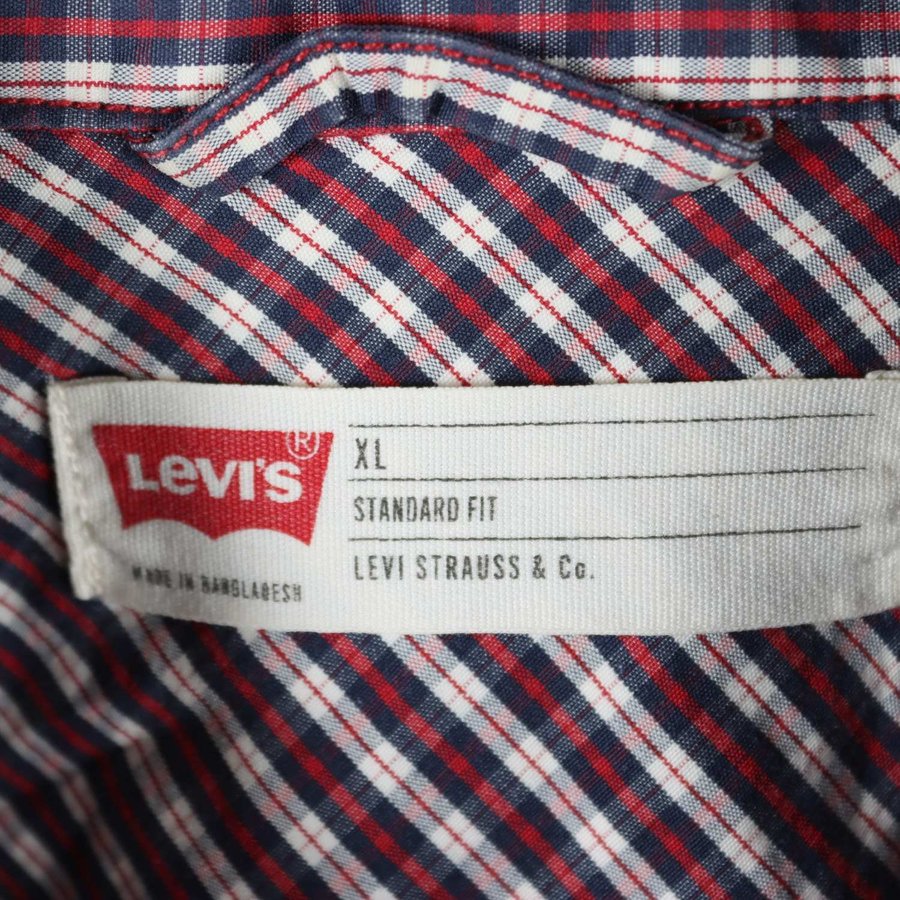 LEVI'S ®
MADE IN BANGLADESH
XL
STANDARD FIT
LEVI STRAUSS & Co.